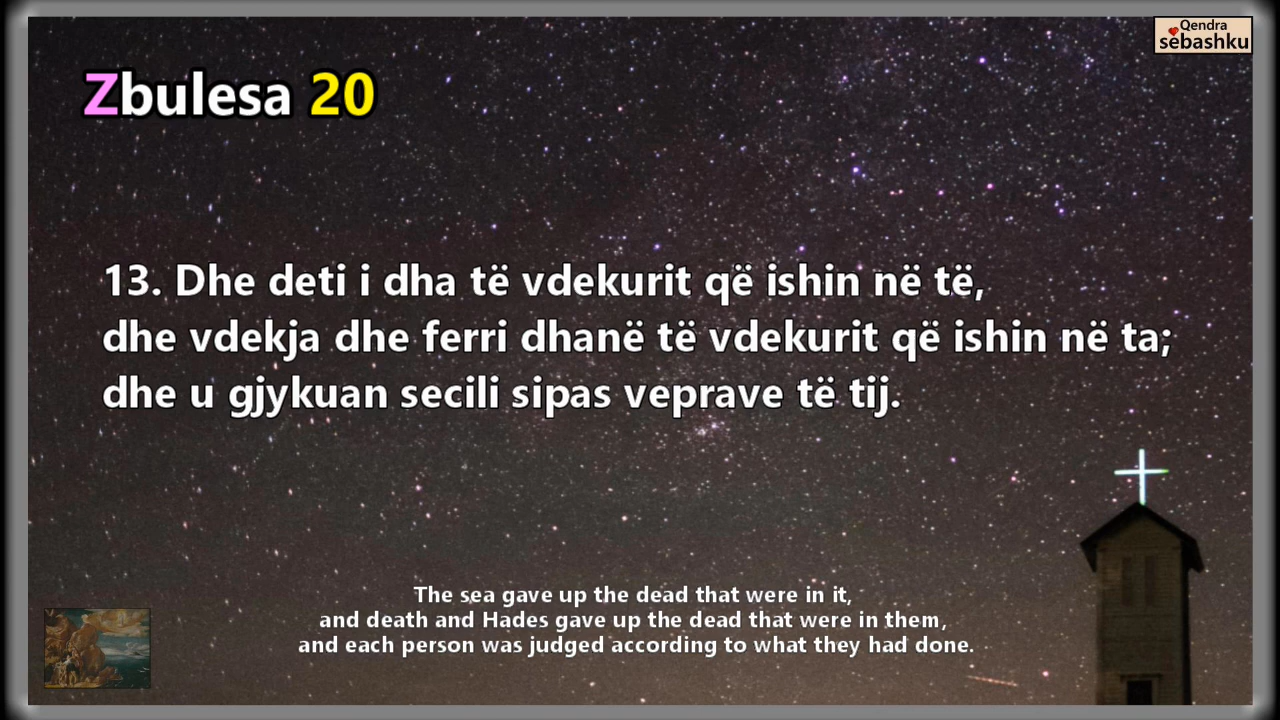 Qendra
sëbashku
Zbulesa 20
13. Dhe deti i dha të vdekurit që ishin në të,
dhe vdekja dhe ferri dhanë të vdekurit që ishin në ta;
dhe u gjykuan secili sipas veprave të tij.
The sea gave up the dead that were in it,
and death and Hades gave up the dead that were in them,
and each person was judged according to what they had done.